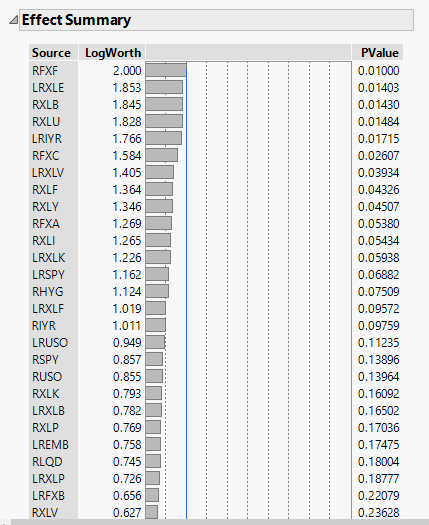 Effect Summary
Source LogWorth PValue
RFXF 2.000 0.01000
LRXLE 1.853 0.01403
RXLB 1.845 0.01430
RXLU 1.828 0.01484
LRIYR 1.766 0.01715
RFXC 1.584 0.02607
LRXLV 1.405 0.03934
RXLF 1.364 0.04326
RXLY 1.346 0.04507
RFXA 1.269 0.05380
RXLI 1.265 0.05434
LRXLK 1.226 0.05938
LRSPY 1.162 0.06882
RHYG 1.124 0.07509
LRXLF 1.019 0.09572
RIYR 1.011 0.09759
LRUSO 0.949 0.11235
RSPY 0.857 0.13896
RUSO 0.855 0.13964
RXLK 0.793 0.16092
LRXLB 0.782 0.16502
RXLP 0.769 0.17036
LREMB 0.758 0.17475
RLQD 0.745 0.18004
LRXLP 0.726 0.18777
LRFXB 0.656 0.22079
RXLV 0.627 0.23628